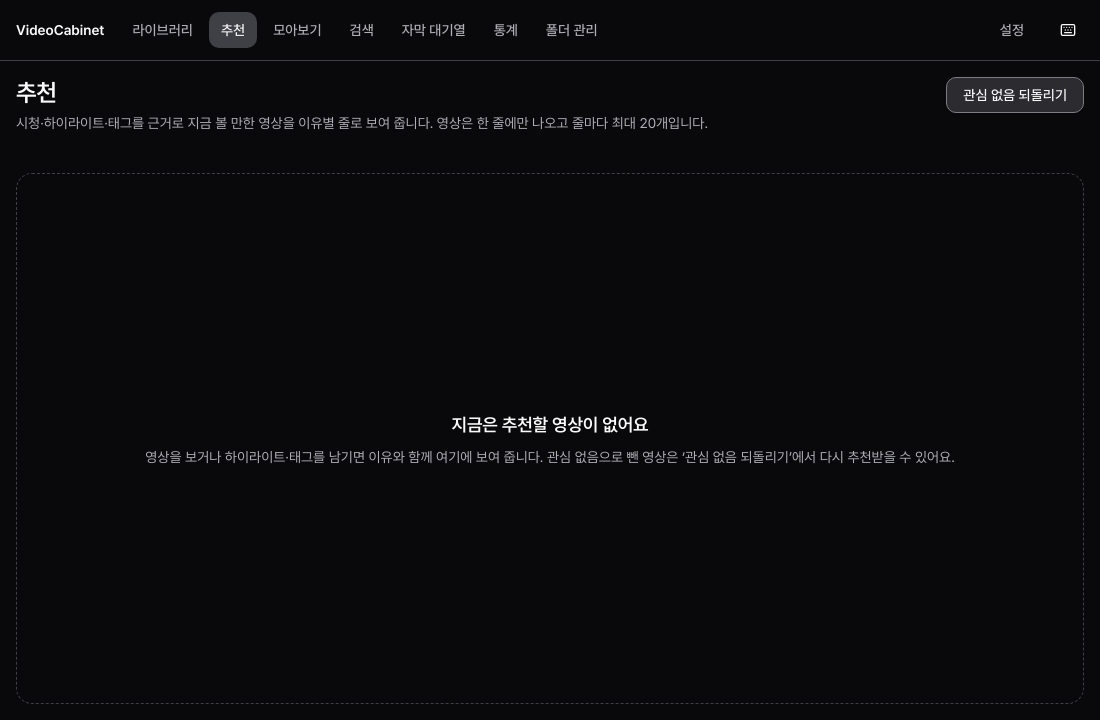 VideoCabinet 라이브러리 추천 모아보기 검색 자막 대기열 통계 폴더 관리 설정
추천
관심 없음 되돌리기
시청·하이라이트·태그를 근거로 지금 볼 만한 영상을 이유별 줄로 보여 줍니다. 영상은 한 줄에만 나오고 줄마다 최대 20개입니다.
지금은 추천할 영상이 없어요
영상을 보거나 하이라이트·태그를 남기면 이유와 함께 여기에 보여 줍니다. 관심 없음으로 뺀 영상은 ‘관심 없음 되돌리기’에서 다시 추천받을 수 있어요.